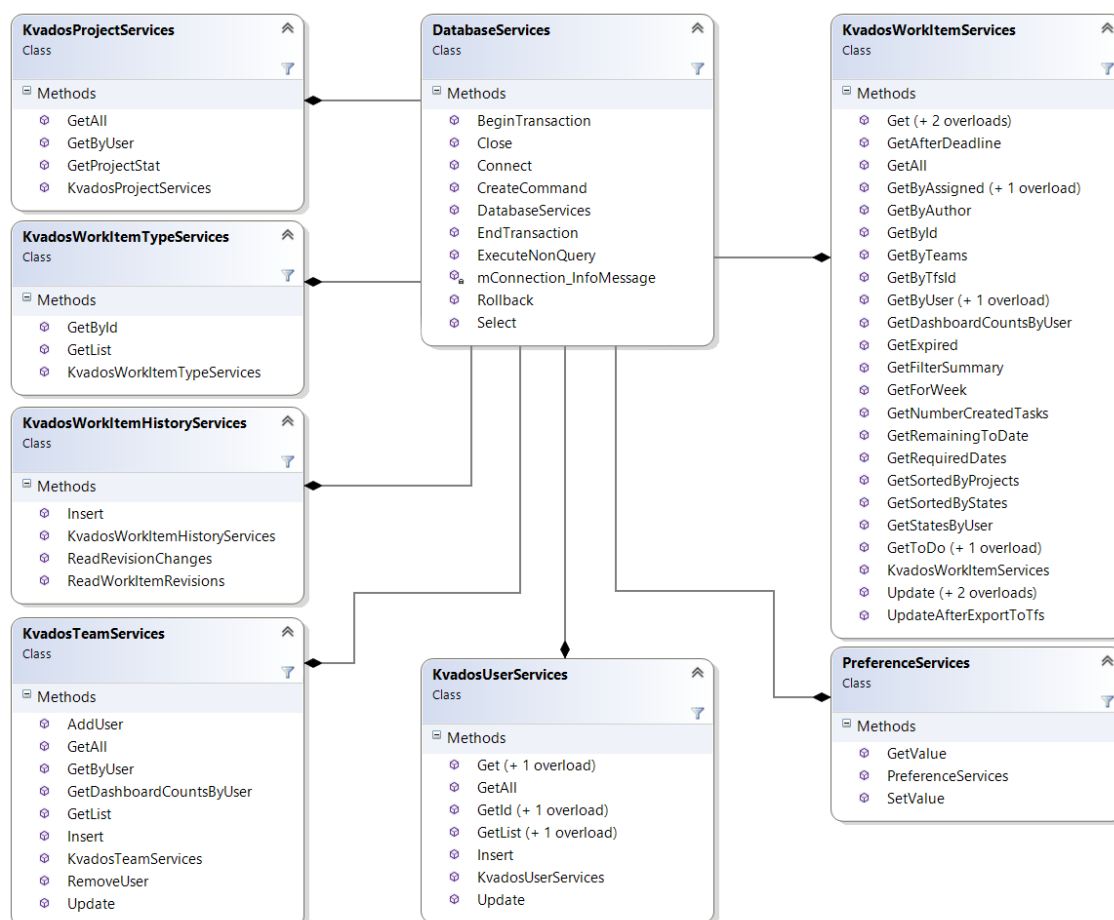 KvadosProjectServices
Class
Methods
GetAll
GetByUser
GetProjectStat
KvadosProjectServices
KvadosWorkItemTypeServices
Class
Methods
GetById
GetList
KvadosWorkItemTypeServices
KvadosWorkItemHistoryServices
Class
Methods
Insert
KvadosWorkItemHistoryServices
ReadRevisionChanges
ReadWorkItemRevisions
KvadosTeamServices
Class
Methods
AddUser
GetAll
GetByUser
GetDashboardCountsByUser
GetList
Insert
KvadosTeamServices
RemoveUser
Update
DatabaseServices
Class
Methods
BeginTransaction
Close
Connect
CreateCommand
DatabaseServices
EndTransaction
ExecuteNonQuery
mConnection_InfoMessage
Rollback
Select
KvadosUserServices
Class
Methods
Get (+ 1 overload)
GetAll
GetId (+ 1 overload)
GetList (+ 1 overload)
Insert
KvadosUserServices
Update
KvadosWorkItemServices
Class
Methods
Get (+ 2 overloads)
GetAfterDeadline
GetAll
GetByAssigned (+ 1 overload)
GetByAuthor
GetById
GetByTeams
GetByTfsId
GetByUser (+ 1 overload)
GetDashboardCountsByUser
GetExpired
GetFilterSummary
GetForWeek
GetNumberCreatedTasks
GetRemainingToDate
GetRequiredDates
GetSortedByProjects
GetSortedByStates
GetStatesByUser
GetToDo (+ 1 overload)
KvadosWorkItemServices
Update (+ 2 overloads)
UpdateAfterExportToTfs
PreferenceServices
Class
Methods
GetValue
PreferenceServices
SetValue